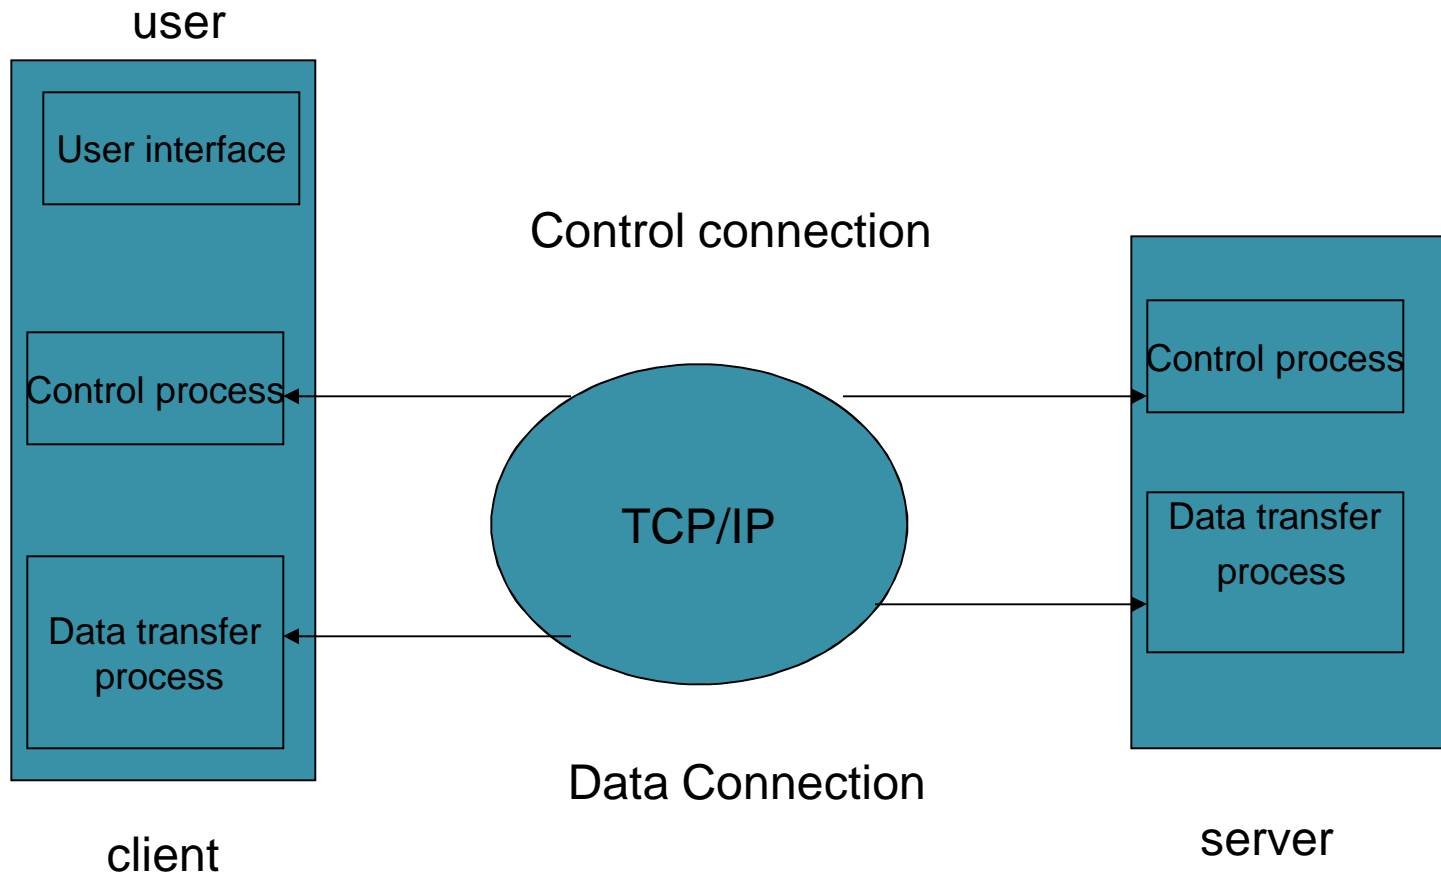 user
User interface
Control connection
Control process
Control process
TCP/IP
Data transfer
process
Data transfer
process
Data Connection
client
server